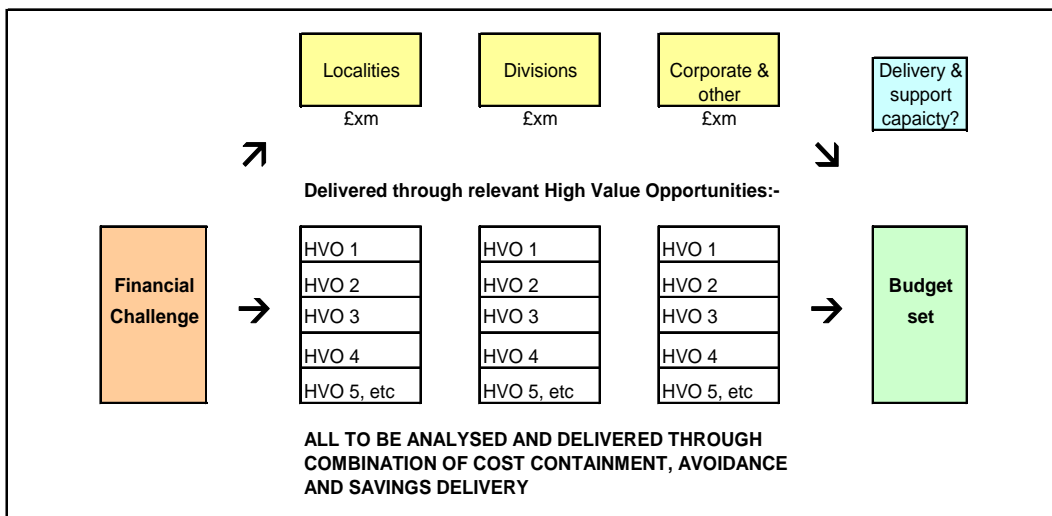 Localities
Divisions
Corporate &
other
Delivery &
support
capaicty?
£xm
£xm
£xm
Delivered through relevant High Value Opportunities:-
Financial
Challenge
HVO 1
HVO 2
HVO 3
HVO 4
HVO 5, etc
HVO 1
HVO 2
HVO 3
HVO 4
HVO 5, etc
HVO 1
HVO 2
HVO 3
HVO 4
HVO 5, etc
Budget
set
ALL TO BE ANALYSED AND DELIVERED THROUGH
COMBINATION OF COST CONTAINMENT, AVOIDANCE
AND SAVINGS DELIVERY